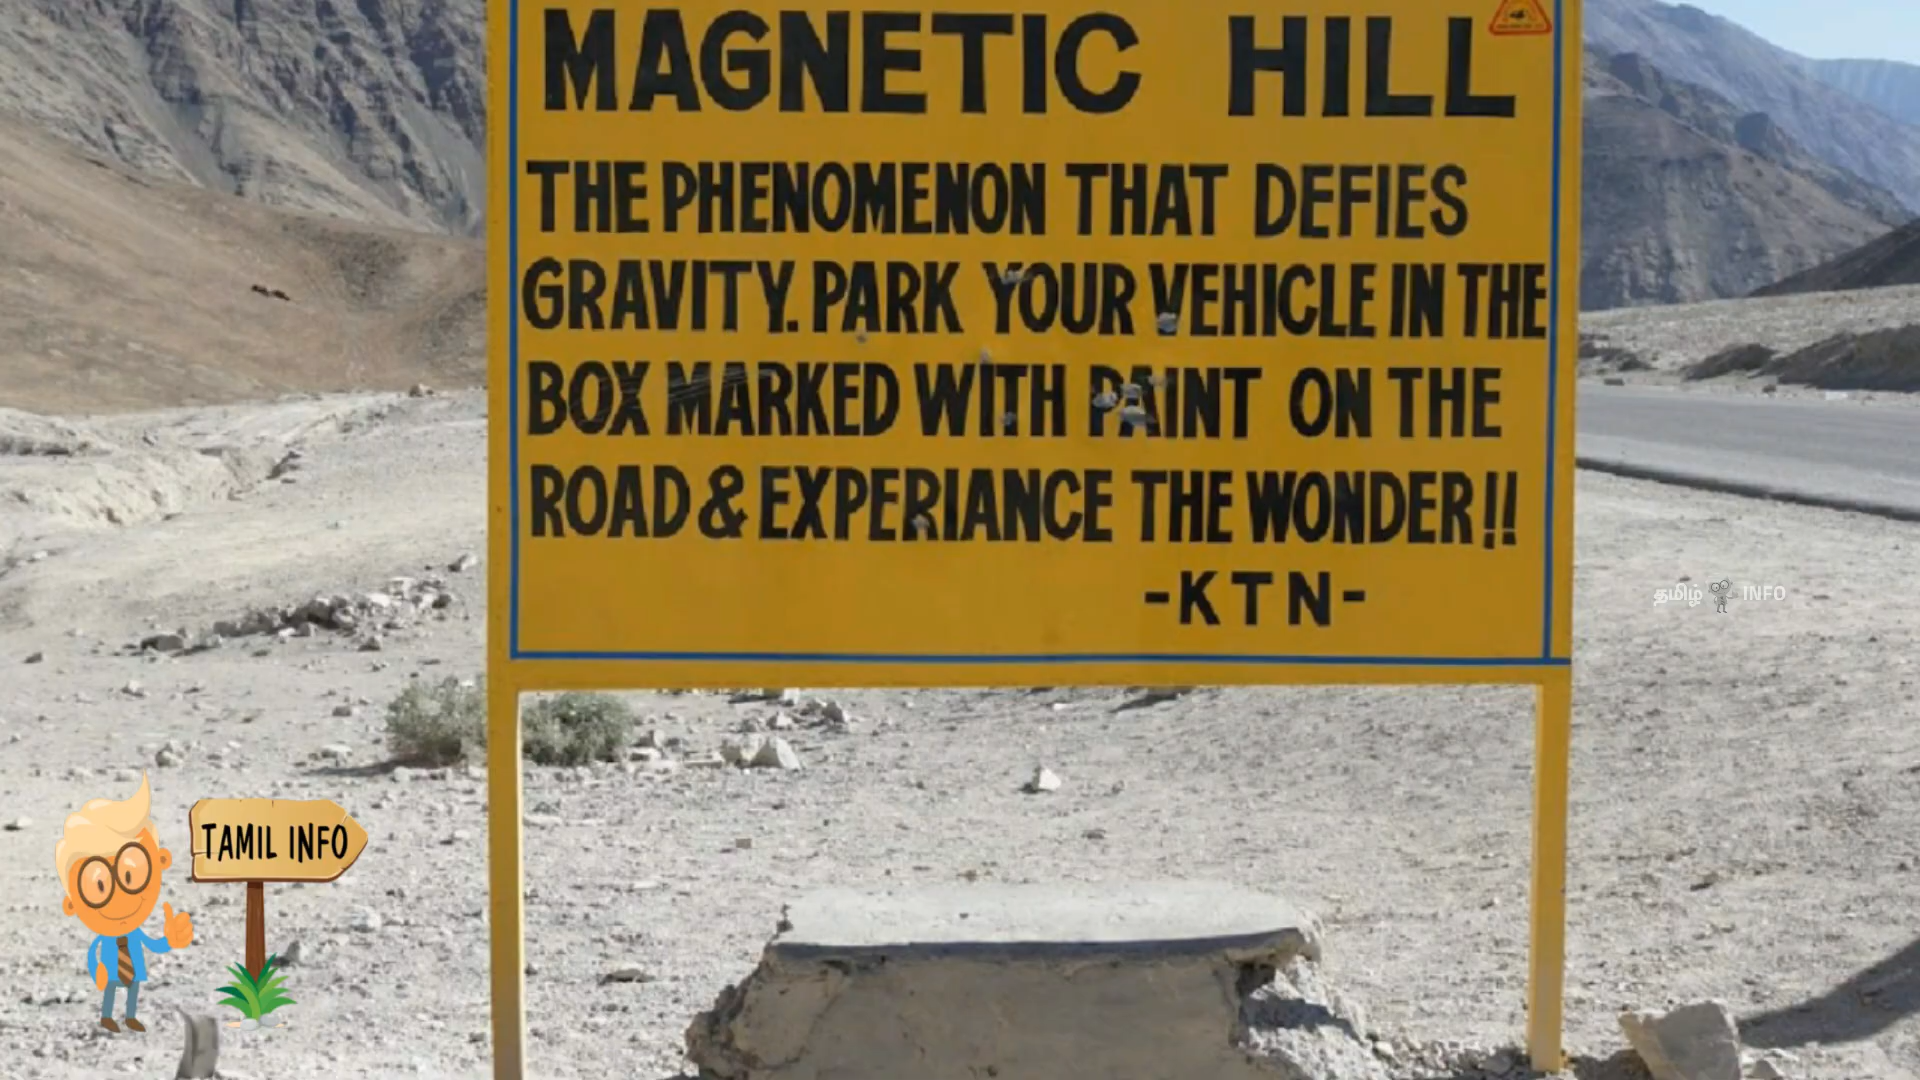 MAGNETIC HILL
THE PHENOMENON THAT DEFIES
GRAVITY. PARK YOUR VEHICLE IN THE
BOX MARKED WITH PAINT ON THE
ROAD & EXPERIANCE THE WONDER!!
-KTN-
தமிழ் INFO
TAMIL INFO